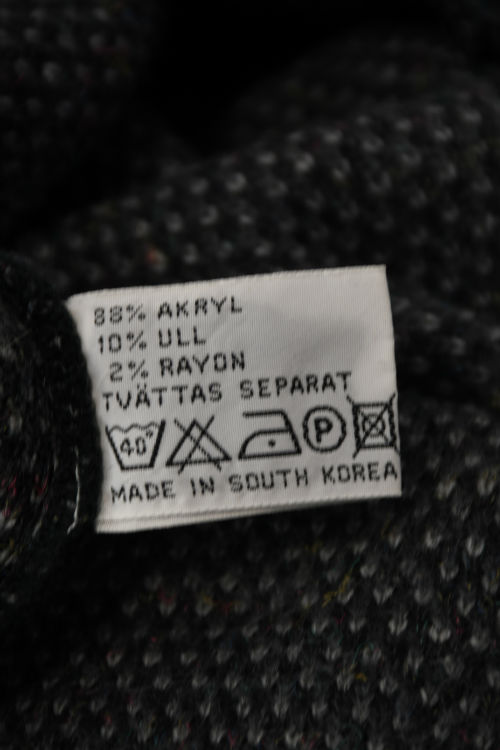 88% AKRYL
10% ULL
2% RAYON
TVÄTTAS SEPARAT
40° P
MADE IN SOUTH KOREA